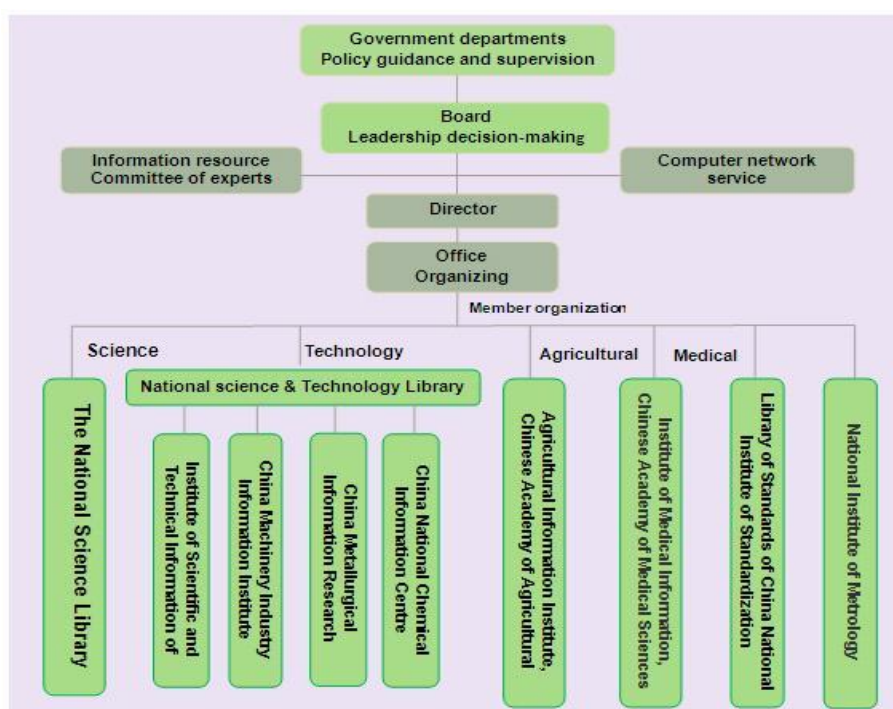 Government departments
Policy guidance and supervision
Board
Leadership decision-making
Information resource
Committee of experts
Computer network
service
Director
Office
Organizing
Member organization
Science
Technology
Agricultural
Medical
National science & Technology Library
The National Science Library
Institute of Scientific and
Technical Information of
China Machinery Industry
Information Institute
China Metallurgical
Information Research
China National Chemical
Information Centre
Agricultural Information Institute,
Chinese Academy of Agricultural
Institute of Medical Information,
Chinese Academy of Medical Sciences
Library of Standards of China National
Institute of Standardization
National Institute of Metrology